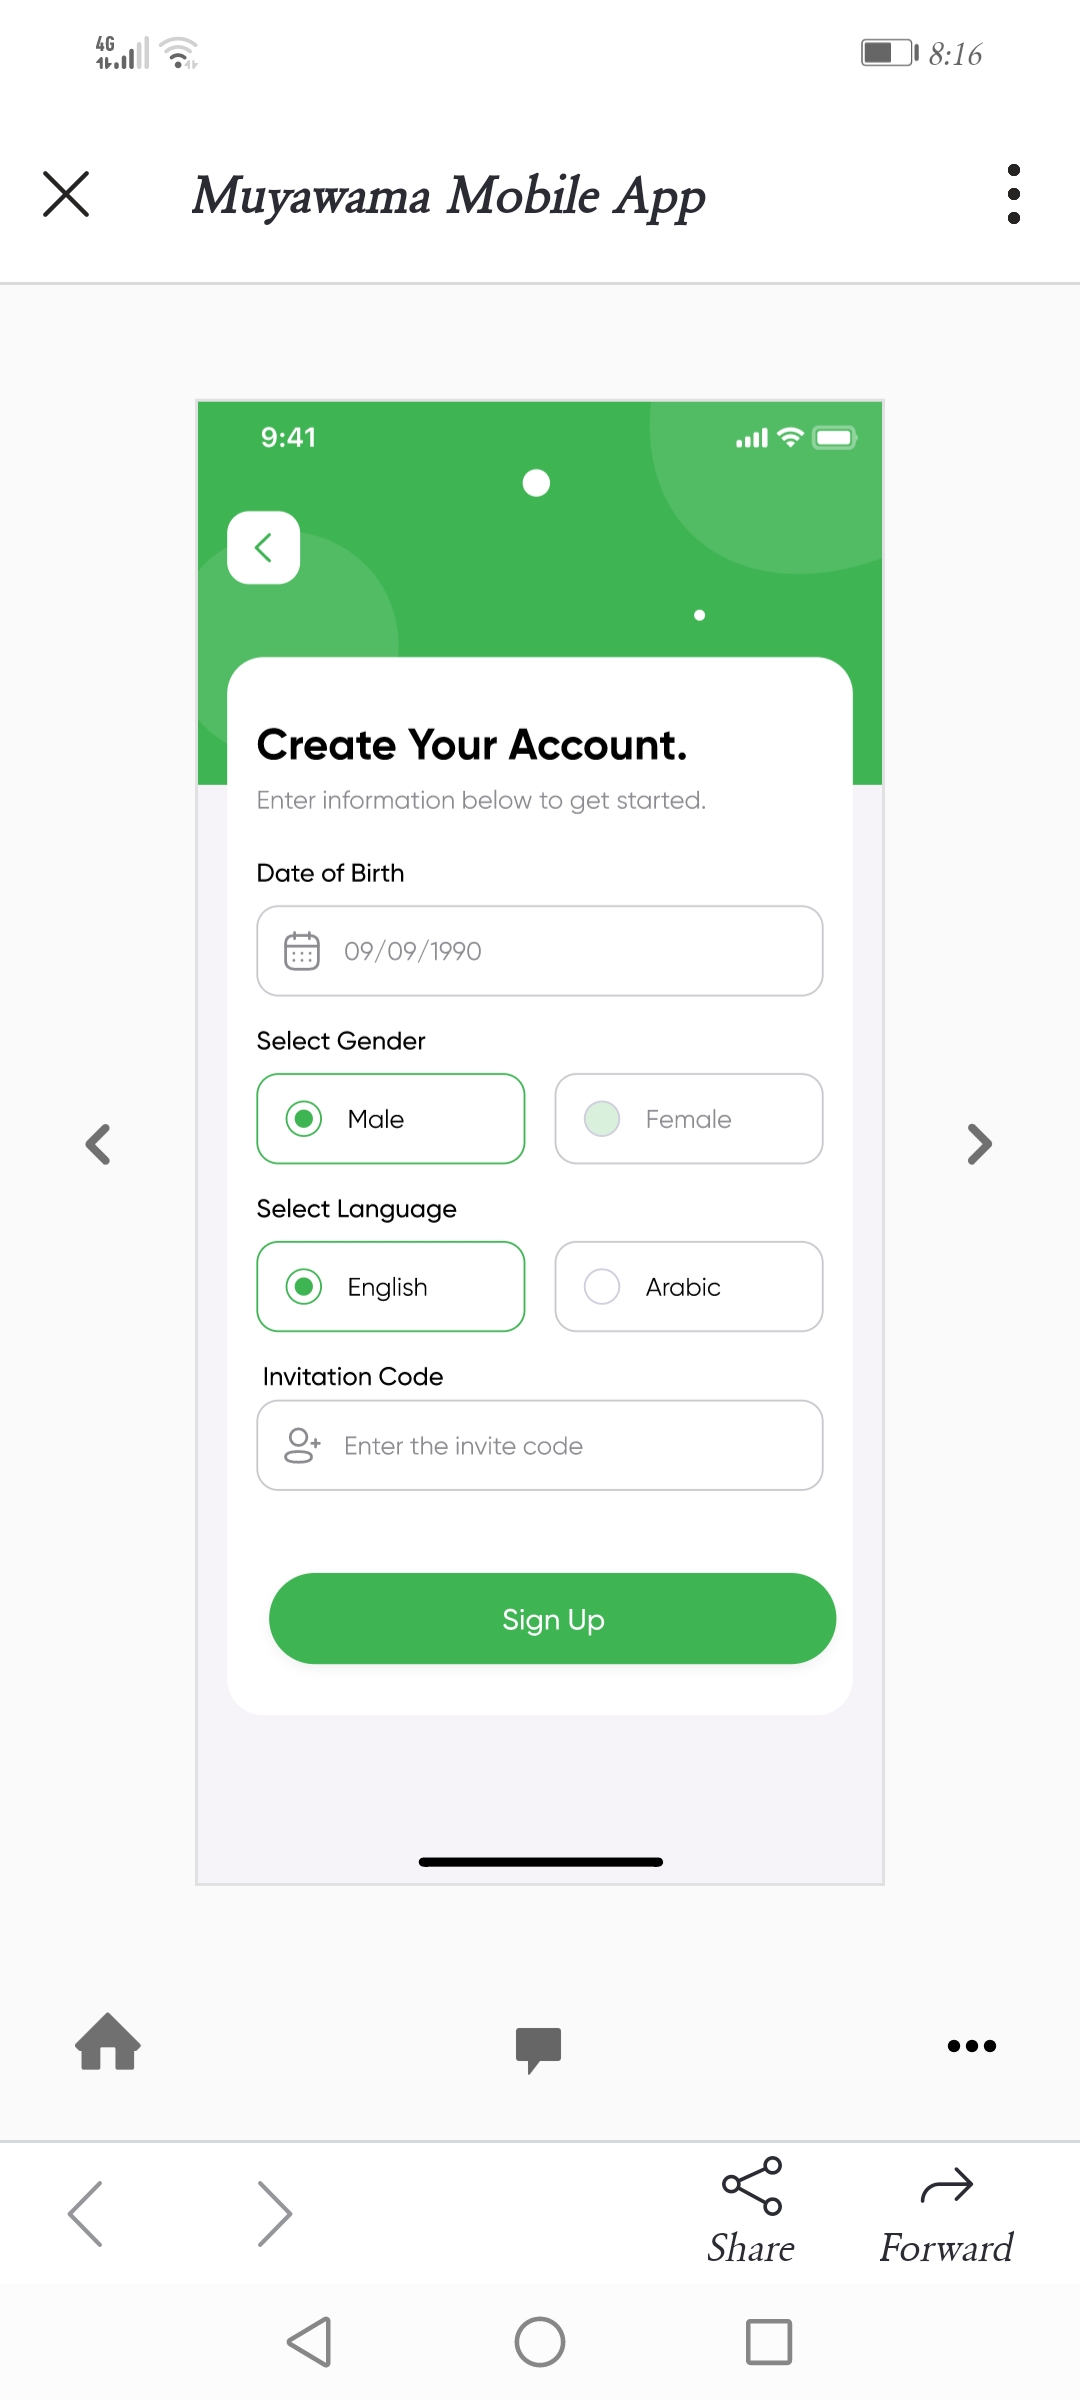 4G
8:16
Muyawama Mobile App
9:41
Create Your Account.
Enter information below to get started.
Date of Birth
09/09/1990
Select Gender
Male
Female
Select Language
English
Arabic
Invitation Code
Enter the invite code
Sign Up
Share
Forward